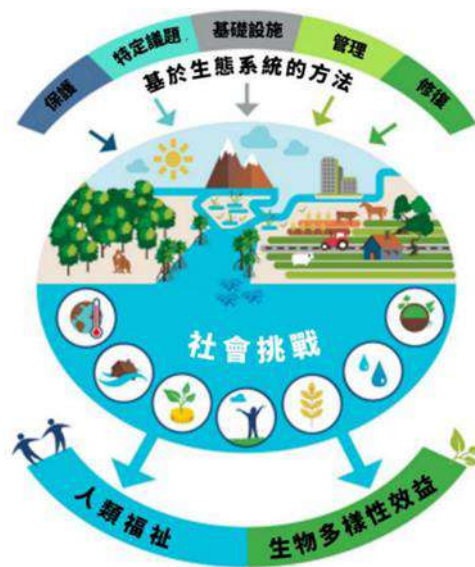 保護
特定議題
基礎設施
管理
修復
基於生態系統的方法
社會挑戰
人類福祉
生物多樣性效益